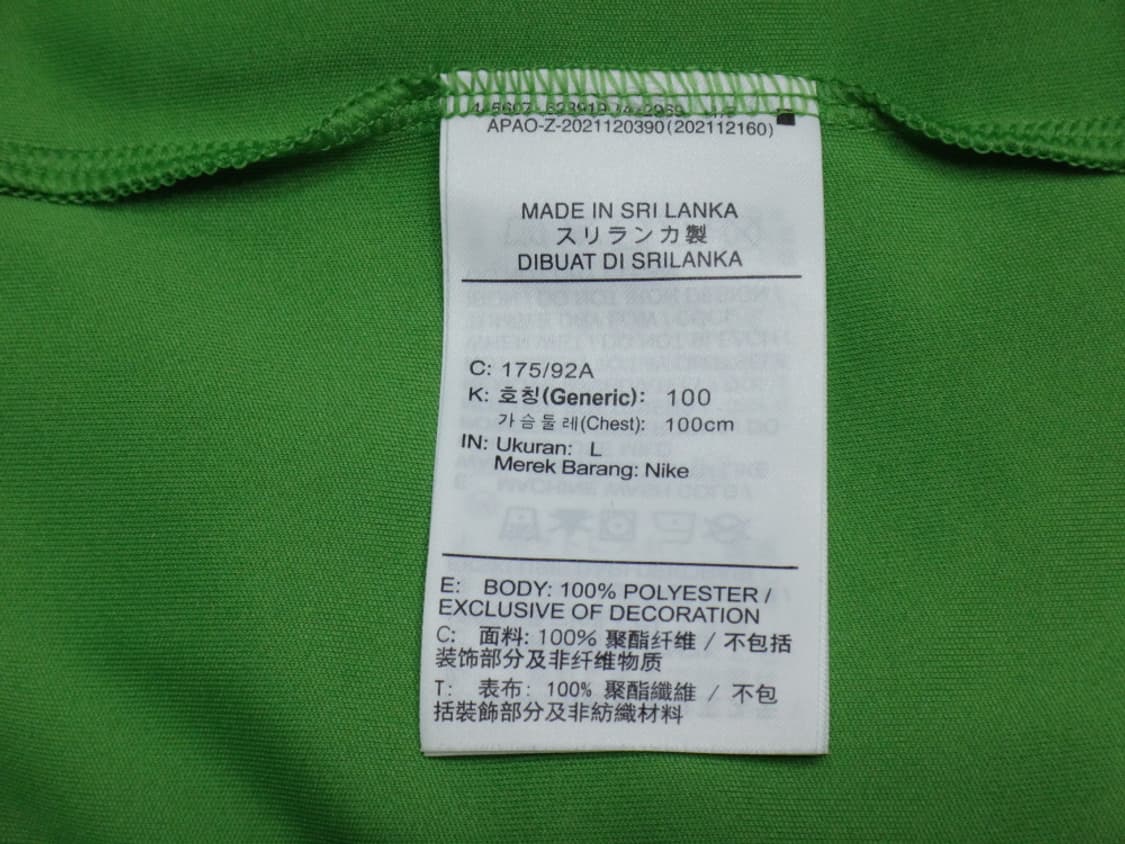 APAO-Z-2021120390(202112160)
MADE IN SRI LANKA
スリランカ製
DIBUAT DI SRILANKA
C: 175/92A
K: 호칭(Generic): 100
가슴둘레(Chest): 100cm
IN: Ukuran: L
Merek Barang: Nike
E: BODY: 100% POLYESTER /
EXCLUSIVE OF DECORATION
C: 面料: 100% 聚酯纤维 / 不包括
装饰部分及非纤维物质
T: 表布: 100% 聚酯纖維 / 不包
括裝飾部分及非紡織材料